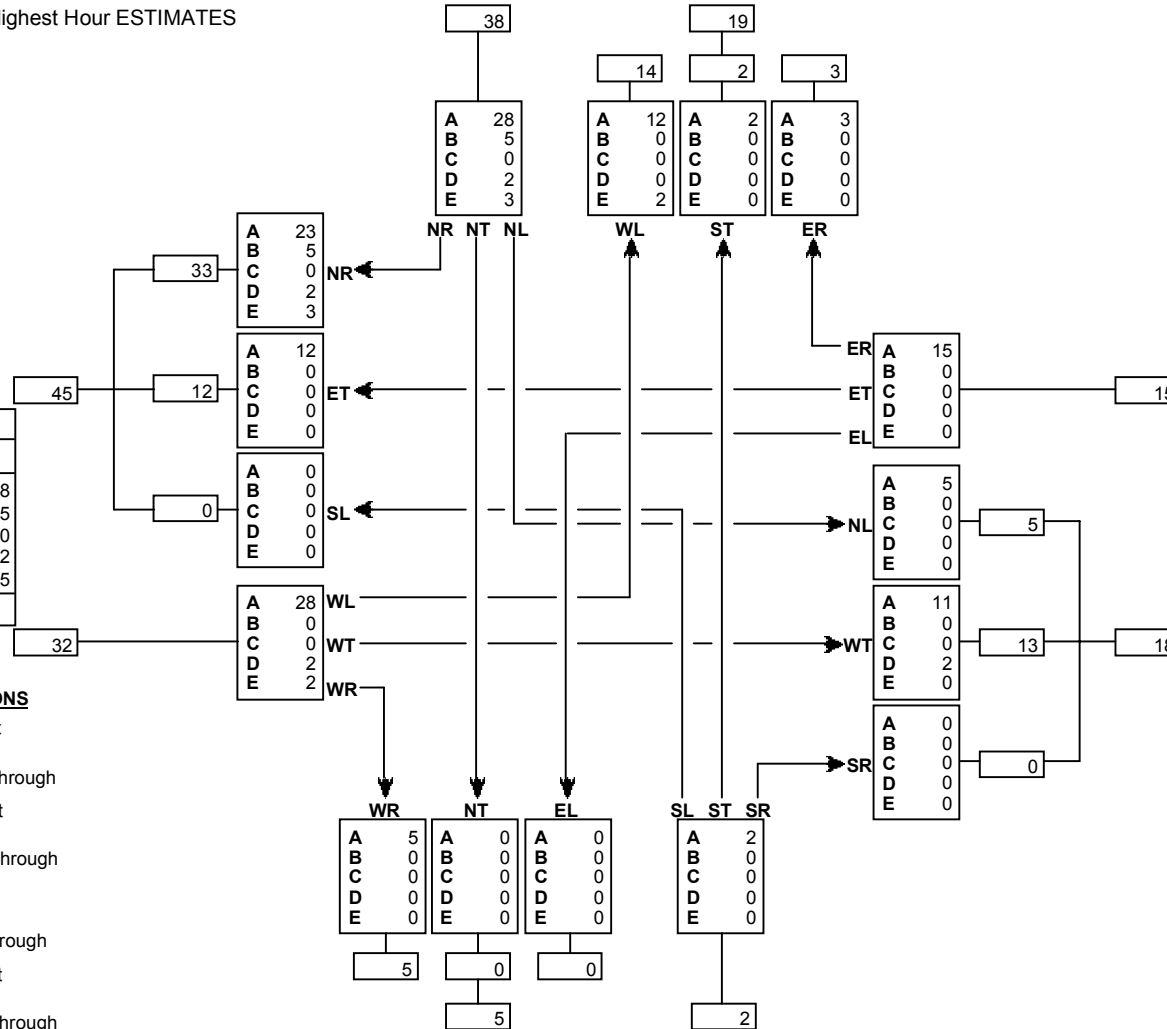 ighest Hour ESTIMATES
38
19
14
2
3
A 28
B 5
C 0
D 2
E 3
A 12
B 0
C 0
D 0
E 2
A 2
B 0
C 0
D 0
E 0
A 3
B 0
C 0
D 0
E 0
NR NT NL
WL
ST
ER
33
A 23
B 5
C 0
D 2
E 3
NR
45
12
A 12
B 0
C 0
D 0
E 0
ET
0
A 0
B 0
C 0
D 0
E 0
SL
8
5
0
2
5
32
A 28
B 0
C 0
D 2
E 2
WL
WT
WR
ER
ET
EL
A 15
B 0
C 0
D 0
E 0
15
NL
A 5
B 0
C 0
D 0
E 0
5
WT
A 11
B 0
C 0
D 2
E 0
13
18
SR
A 0
B 0
C 0
D 0
E 0
0
ONS
hrough
t
hrough
rough
t
hrough
WR
NT
EL
SL ST SR
A 5
B 0
C 0
D 0
E 0
A 0
B 0
C 0
D 0
E 0
A 0
B 0
C 0
D 0
E 0
A 2
B 0
C 0
D 0
E 0
5
0
0
5
2